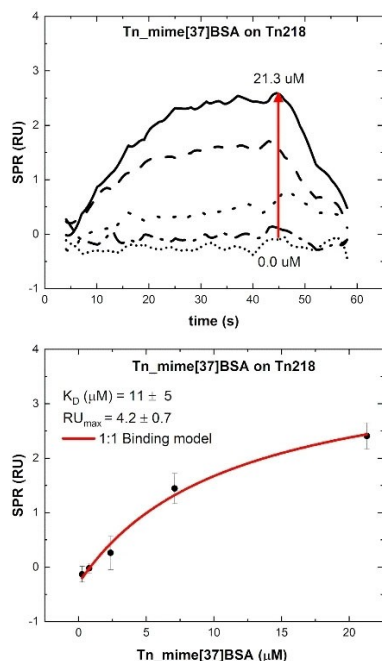 Tn_mime[37]BSA on Tn218
4
3
2
1
0
-1
SPR (RU)
21.3 uM
0.0 uM
0 10 20 30 40 50 60
time (s)
Tn_mime[37]BSA on Tn218
4
3
2
1
0
-1
SPR (RU)
K_D (μM) = 11 ± 5
RU_max = 4.2 ± 0.7
1:1 Binding model
0 5 10 15 20
Tn_mime[37]BSA (μM)